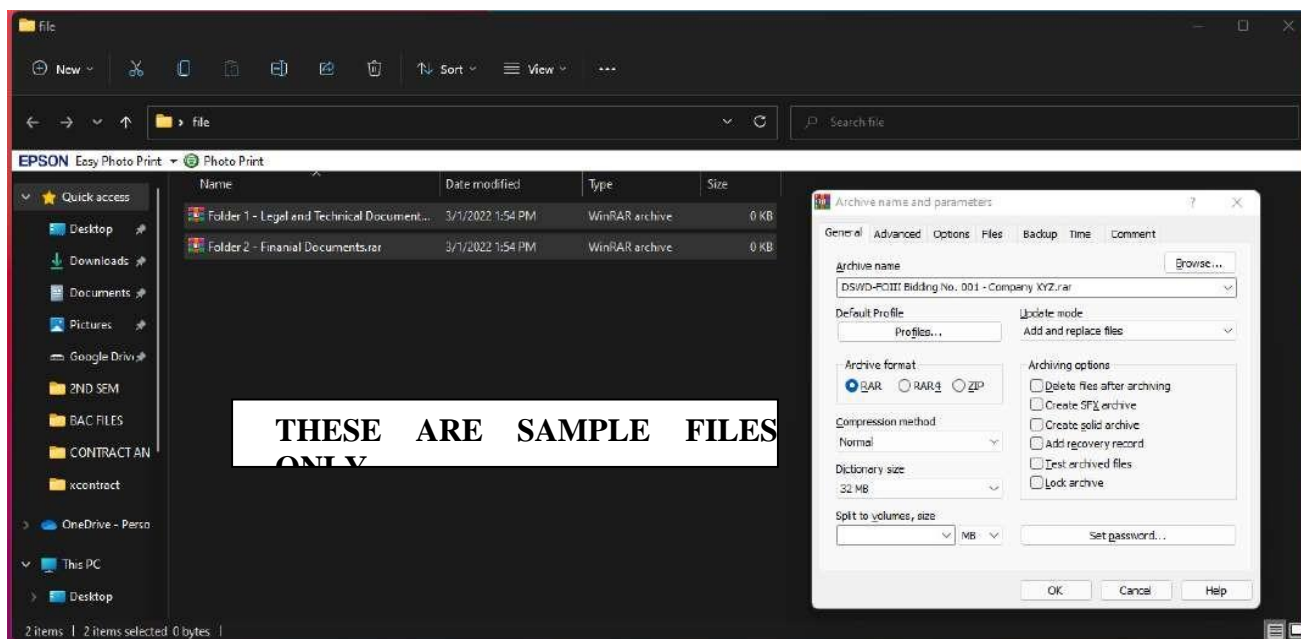 file
New
Sort
View
file
Search file
EPSON Easy Photo Print Photo Print
Name Date modified Type Size
Quick access
Desktop
Downloads
Documents
Pictures
Google Driv
2ND SEM
BAC FILES
CONTRACT AN
xcontract
OneDrive - Perso
This PC
Desktop
Folder 1 - Legal and Technical Document... 3/1/2022 1:54 PM WinRAR archive 0 KB
Folder 2 - Finanial Documents.rar 3/1/2022 1:54 PM WinRAR archive 0 KB
THESE ARE SAMPLE FILES
ONLY
Archive name and parameters
General Advanced Options Files Backup Time Comment
Archive name
Browse...
DSWD-FOIII Bidding No. 001 - Company XYZ.rar
Default Profile
Profiles...
Update mode
Add and replace files
Archive format
RAR RAR4 ZIP
Compression method
Normal
Dictionary size
32 MB
Split to volumes, size
MB
Archiving options
Delete files after archiving
Create SFX archive
Create solid archive
Add recovery record
Test archived files
Lock archive
Set password...
OK Cancel Help
2 items 2 items selected 0 bytes